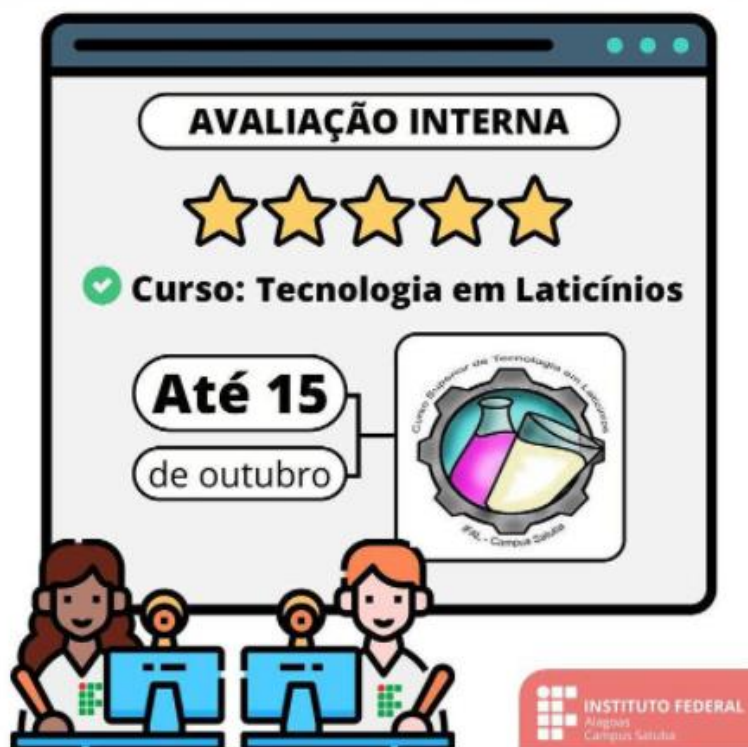 AVALIAÇÃO INTERNA
Curso: Tecnologia em Laticínios
Até 15
de outubro
Curso Superior de Tecnologia em Laticínios
IFAL - Campus Satuba
INSTITUTO FEDERAL
Alagoas
Campus Satuba